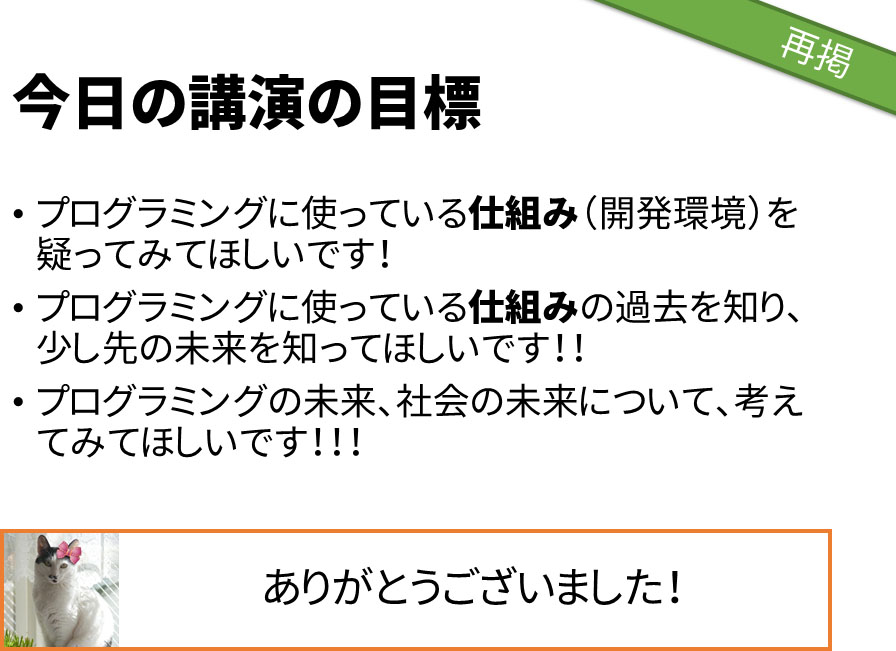 再掲
今日の講演の目標
• プログラミングに使っている仕組み（開発環境）を
疑ってみてほしいです！
• プログラミングに使っている仕組みの過去を知り、
少し先の未来を知ってほしいです！！
• プログラミングの未来、社会の未来について、考え
てみてほしいです！！！
ありがとうございました！